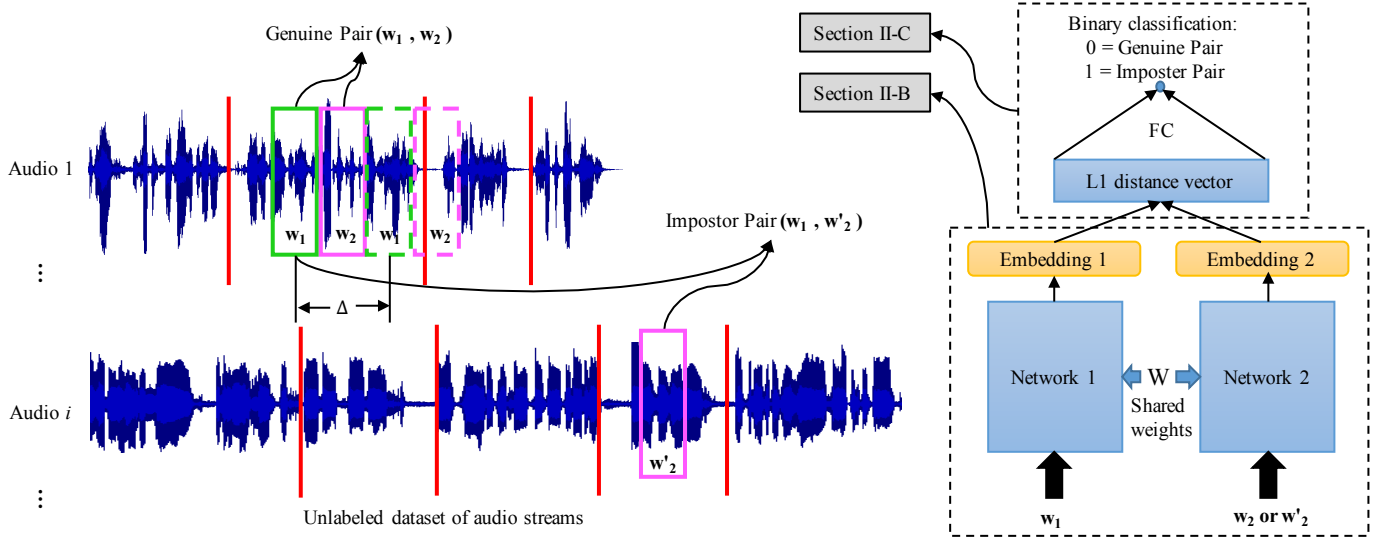 Genuine Pair (w₁ , w₂)
Audio 1
w₁
w₂
w₁
w₂
Impostor Pair (w₁ , w'₂ )
⋮
Δ
Audio i
w'₂
⋮
Unlabeled dataset of audio streams
Section II-C
Section II-B
Binary classification:
0 = Genuine Pair
1 = Imposter Pair
FC
L1 distance vector
Embedding 1
Embedding 2
Network 1
W
Network 2
Shared
weights
w₁
w₂ or w'₂